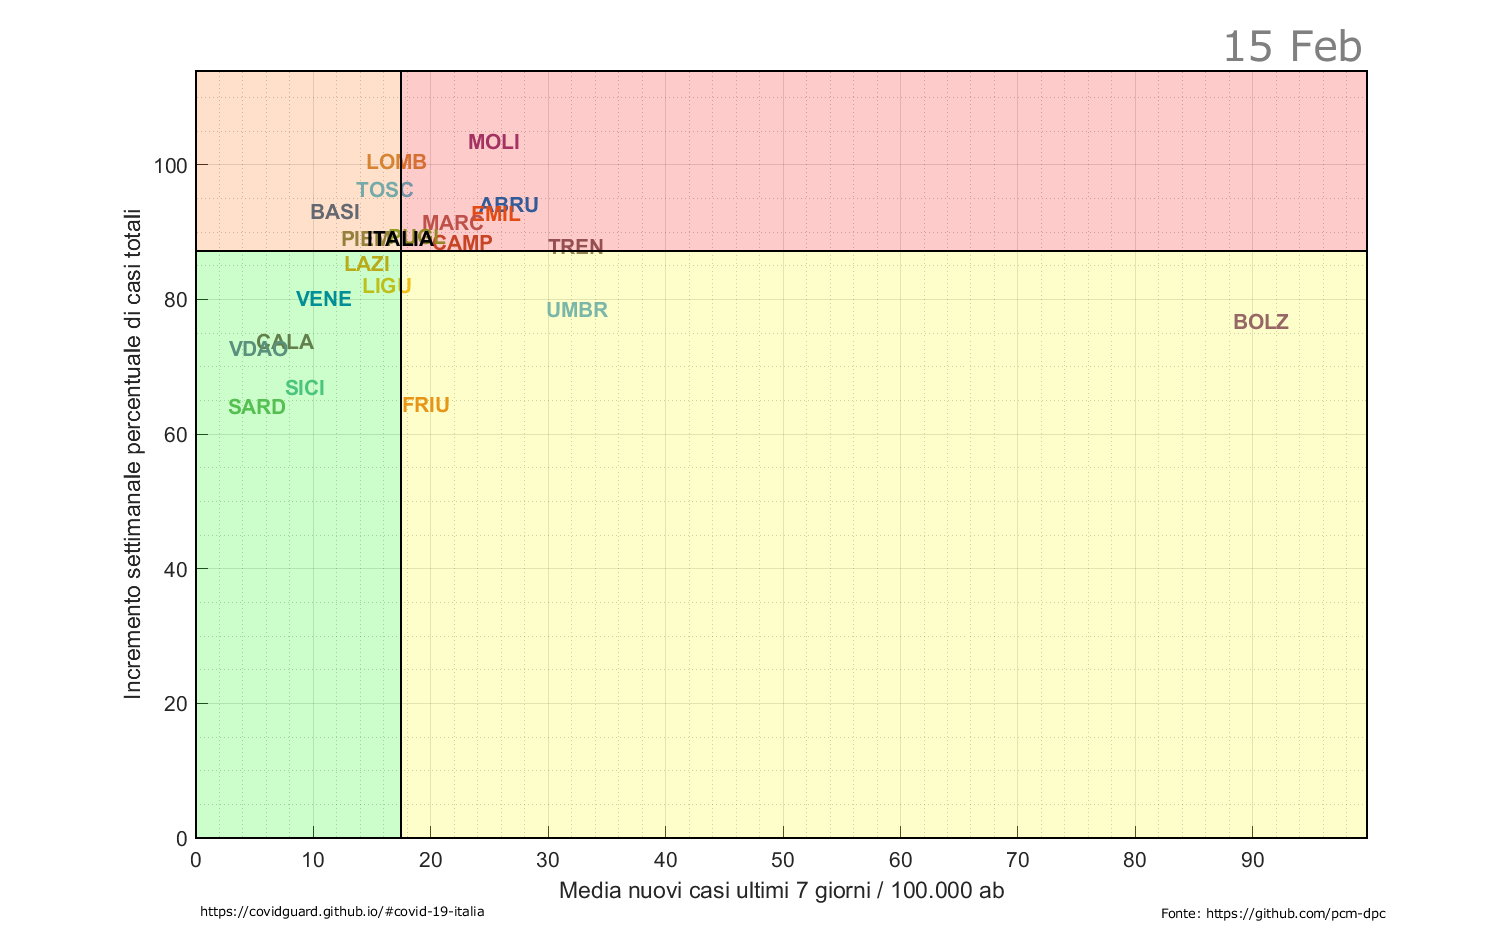 15 Feb
MOLI
LOMB
TOSC
ABRU
BASI
EMIL
MARC
PIEM
ITALIA
PUGL
CAMP
TREN
LAZI
LIGU
VENE
UMBR
BOLZ
CALA
VDAO
SICI
SARD
FRIU
100
80
60
40
20
0
Incremento settimanale percentuale di casi totali
0 10 20 30 40 50 60 70 80 90
Media nuovi casi ultimi 7 giorni / 100.000 ab
https://covidguard.github.io/#covid-19-italia
Fonte: https://github.com/pcm-dpc